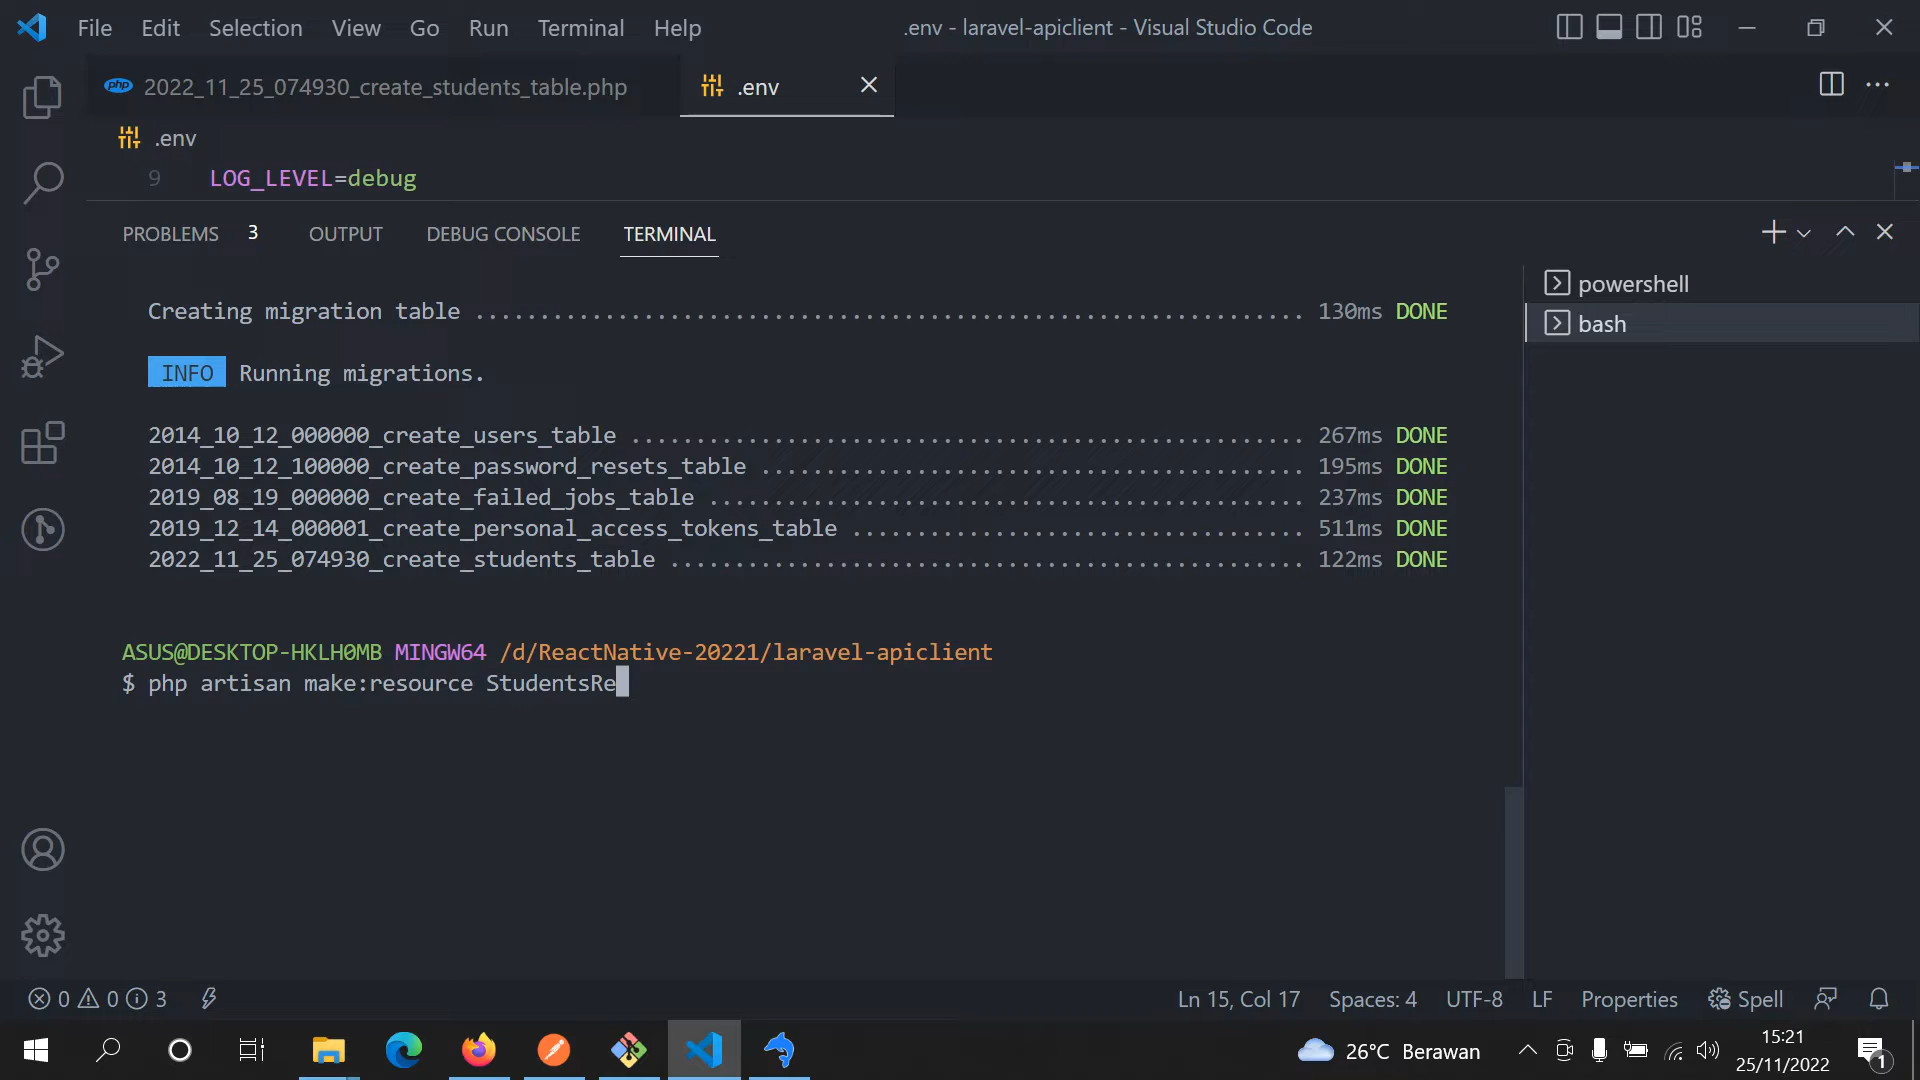 File Edit Selection View Go Run Terminal Help .env - laravel-apiclient - Visual Studio Code
php 2022_11_25_074930_create_students_table.php .env
.env
9 LOG_LEVEL=debug
PROBLEMS 3 OUTPUT DEBUG CONSOLE TERMINAL
powershell
bash
Creating migration table ................................................................ 130ms DONE
INFO Running migrations.
2014_10_12_000000_create_users_table .................................................... 267ms DONE
2014_10_12_100000_create_password_resets_table .......................................... 195ms DONE
2019_08_19_000000_create_failed_jobs_table .............................................. 237ms DONE
2019_12_14_000001_create_personal_access_tokens_table ................................... 511ms DONE
2022_11_25_074930_create_students_table ................................................. 122ms DONE
ASUS@DESKTOP-HKLH0MB MINGW64 /d/ReactNative-20221/laravel-apiclient
$ php artisan make:resource StudentsRe
0 0 3 Ln 15, Col 17 Spaces: 4 UTF-8 LF Properties Spell
26°C Berawan 15:21
25/11/2022 1